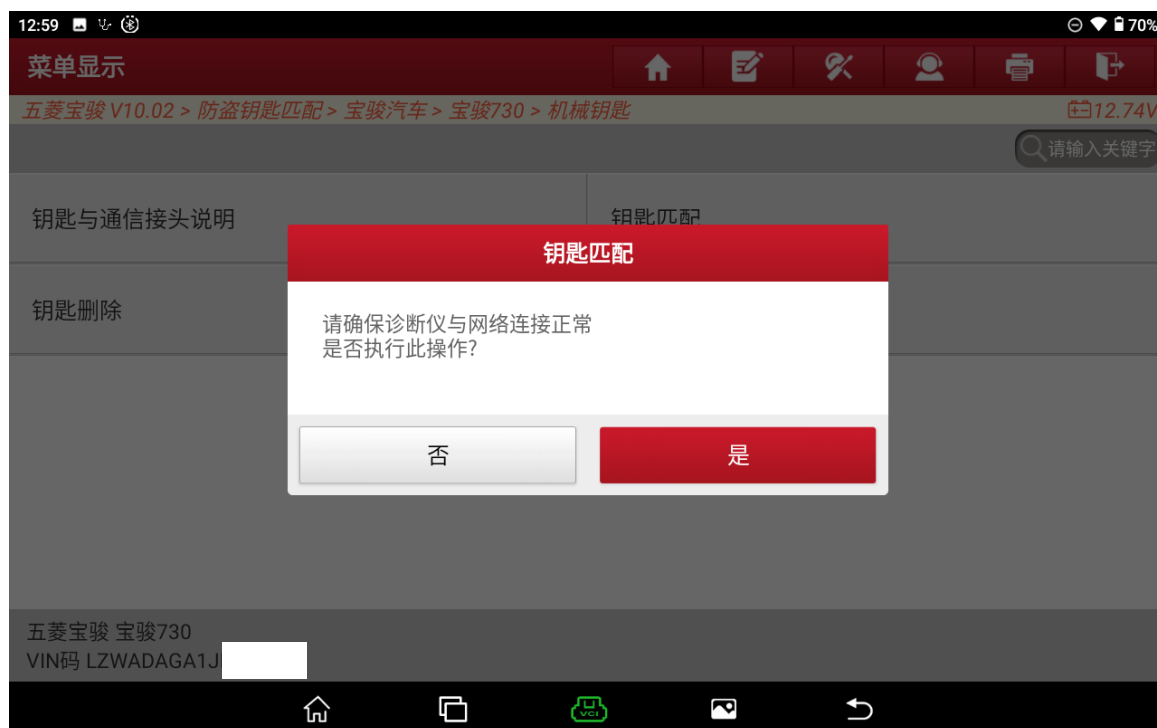 12:59
70%
菜单显示
五菱宝骏 V10.02 > 防盗钥匙匹配 > 宝骏汽车 > 宝骏730 > 机械钥匙
12.74V
请输入关键字
钥匙与通信接头说明
钥匙匹配
钥匙删除
钥匙匹配
请确保诊断仪与网络连接正常
是否执行此操作?
否
是
五菱宝骏 宝骏730
VIN码 LZWADAGA1J
VCI